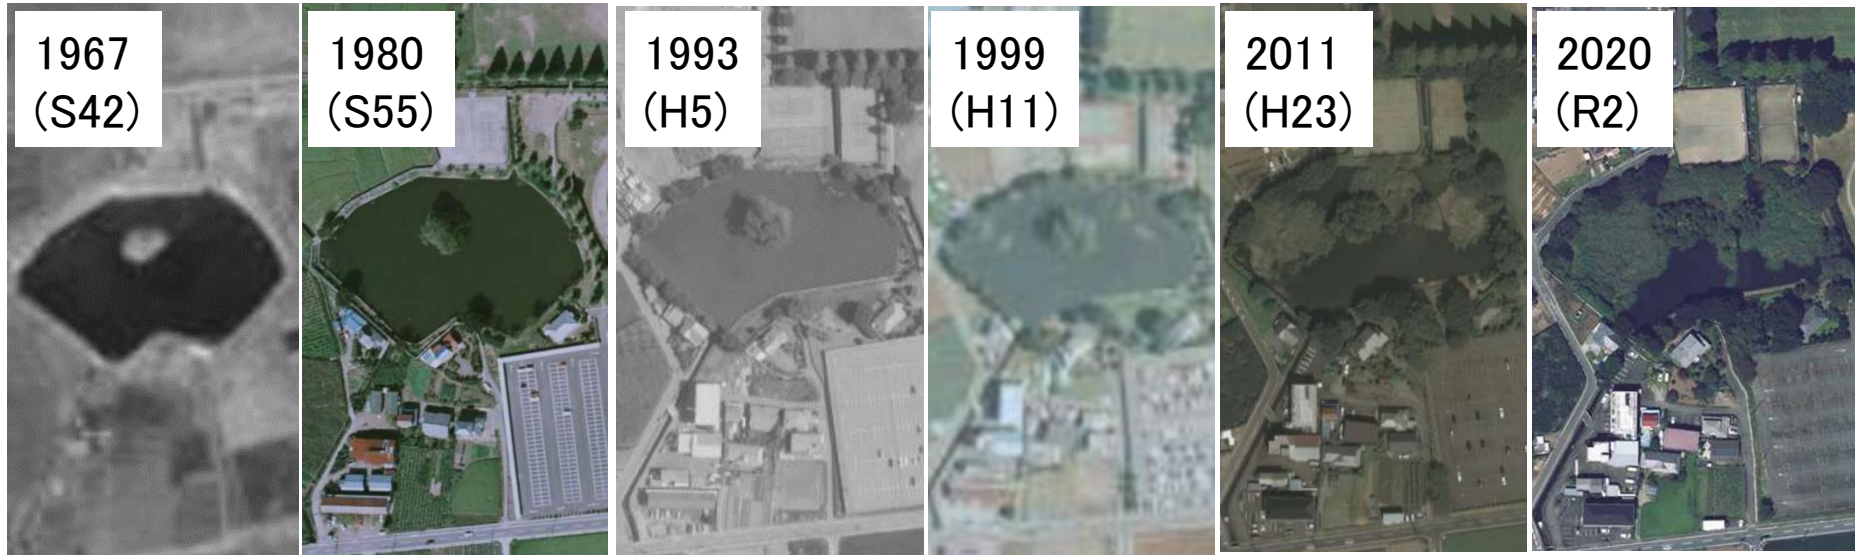 1967
(S42)
1980
(S55)
1993
(H5)
1999
(H11)
2011
(H23)
2020
(R2)